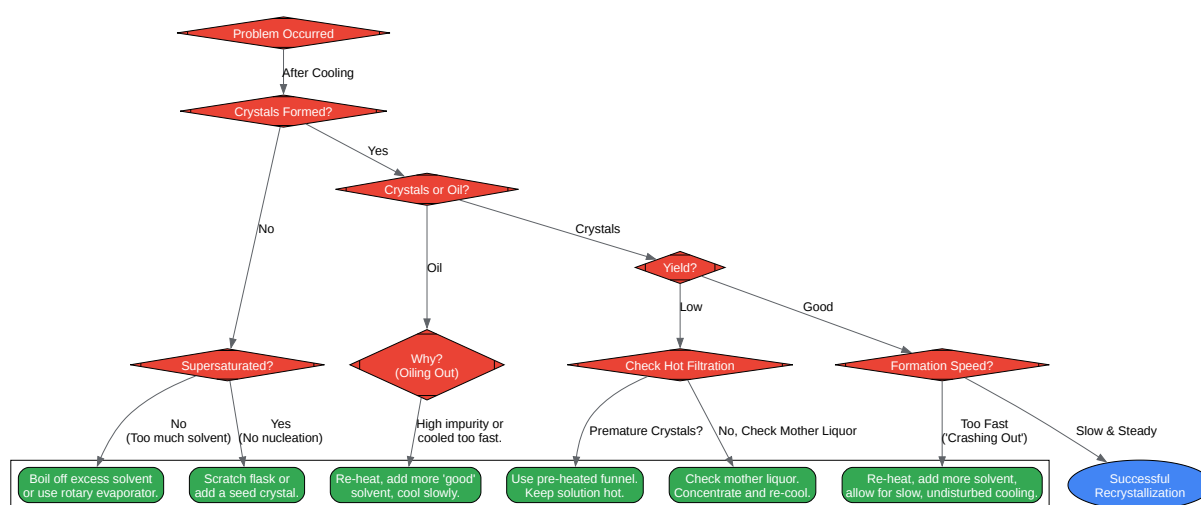 Problem Occurred
After Cooling
Crystals Formed?
Yes
Crystals or Oil?
No
Crystals
Oil
Yield?
Low
Good
Supersaturated?
Why?
(Oiling Out)
Check Hot Filtration
Formation Speed?
No
(Too much solvent)
Yes
(No nucleation)
High impurity or
cooled too fast.
Premature Crystals?
No, Check Mother Liquor
Too Fast
('Crashing Out')
Slow & Steady
Boil off excess solvent
or use rotary evaporator.
Scratch flask or
add a seed crystal.
Re-heat, add more 'good'
solvent, cool slowly.
Use pre-heated funnel.
Keep solution hot.
Check mother liquor.
Concentrate and re-cool.
Re-heat, add more solvent,
allow for slow, undisturbed cooling.
Successful
Recrystallization